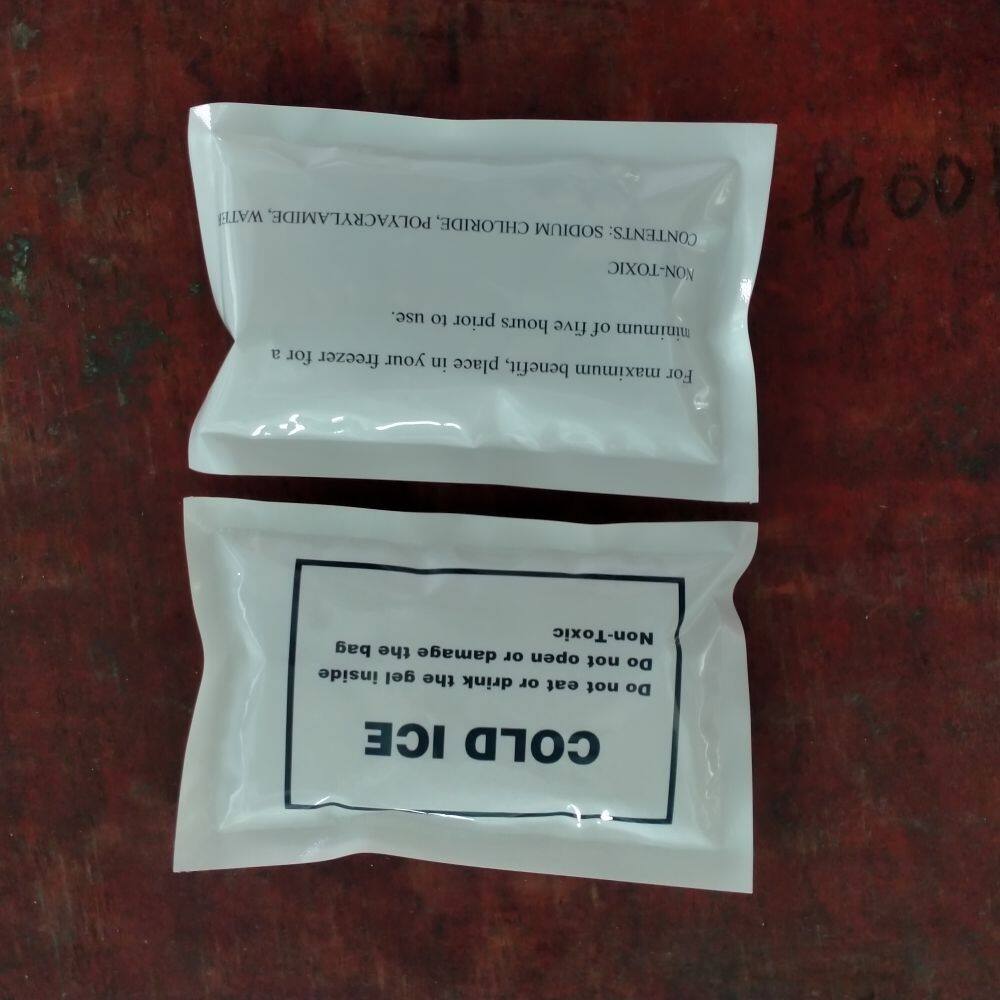 COLD ICE
Do not eat or drink the gel inside
Do not open or damage the bag
Non-Toxic
For maximum benefit, place in your freezer for a
minimum of five hours prior to use.
NON-TOXIC
CONTENTS: SODIUM CHLORIDE, POLYACRYLAMIDE, WATER